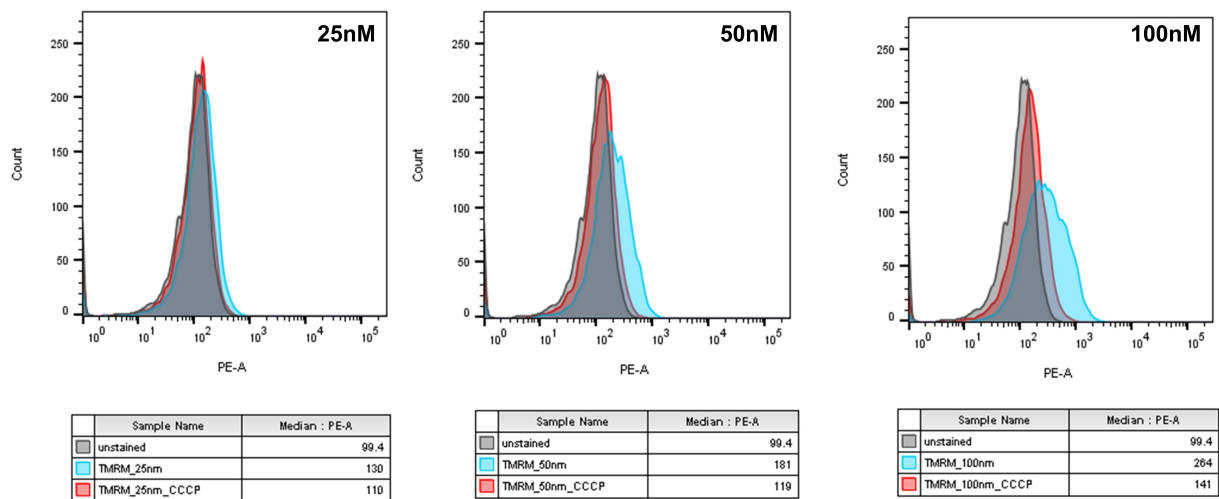 25nM
250
200
150
100
50
0
Count
10^0
10^1
10^2
10^3
10^4
10^5
PE-A
Sample Name Median : PE-A
unstained 99.4
TMRM_25nm 130
TMRM_25nm_CCCP 110
50nM
250
200
150
100
50
0
Count
10^0
10^1
10^2
10^3
10^4
10^5
PE-A
Sample Name Median : PE-A
unstained 99.4
TMRM_50nm 181
TMRM_50nm_CCCP 119
100nM
250
200
150
100
50
0
Count
10^0
10^1
10^2
10^3
10^4
10^5
PE-A
Sample Name Median : PE-A
unstained 99.4
TMRM_100nm 264
TMRM_100nm_CCCP 141